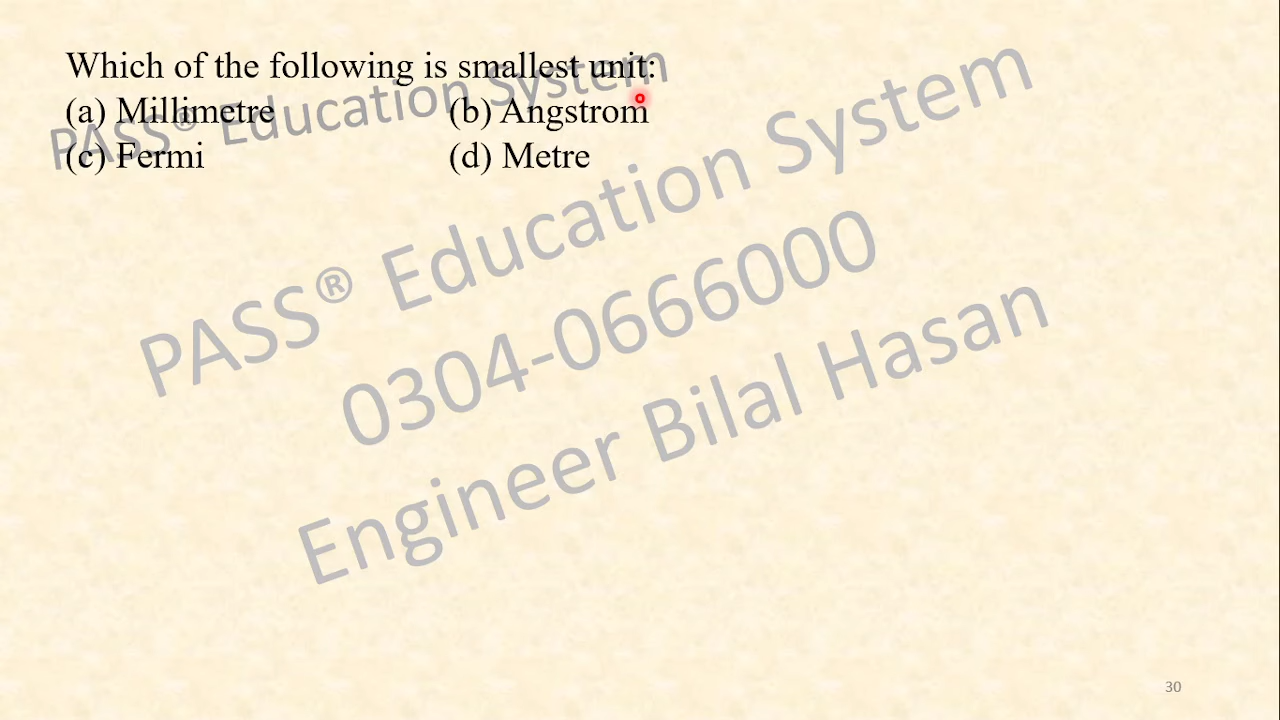 Which of the following is smallest unit:
(a) Millimetre (b) Angstrom
(c) Fermi (d) Metre
PASS® Education System
PASS® Education System
0304-0666000
Engineer Bilal Hasan
30